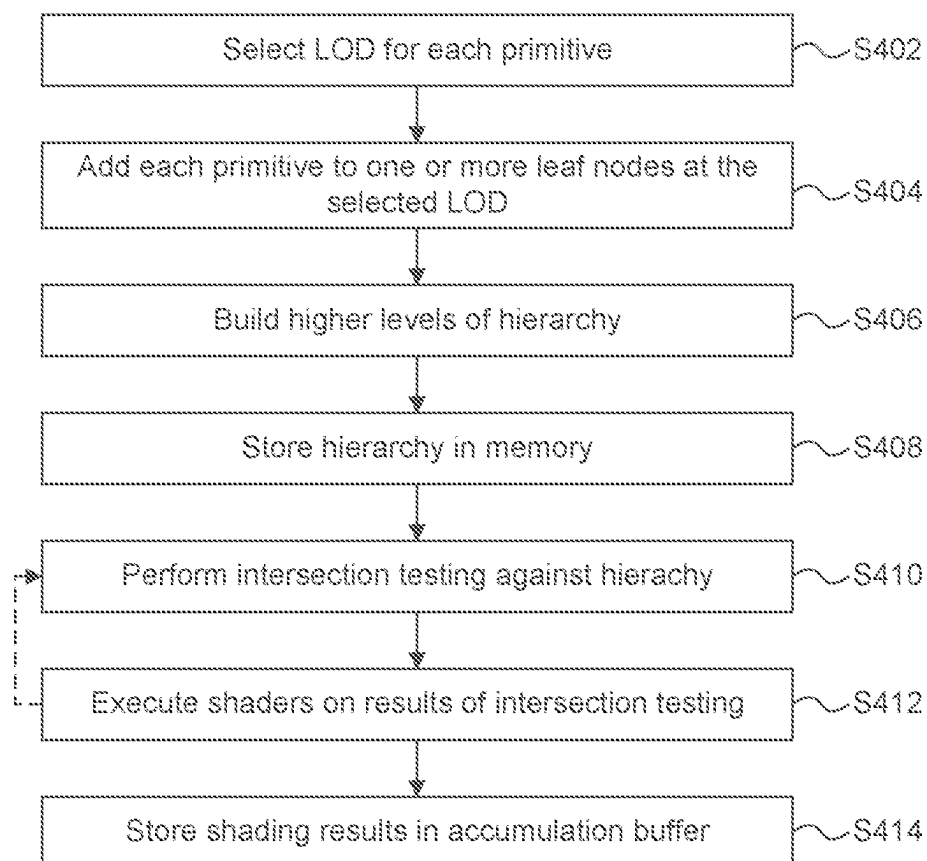 Select LOD for each primitive
S402
Add each primitive to one or more leaf nodes at the
selected LOD
S404
Build higher levels of hierarchy
S406
Store hierarchy in memory
S408
Perform intersection testing against hierachy
S410
Execute shaders on results of intersection testing
S412
Store shading results in accumulation buffer
S414